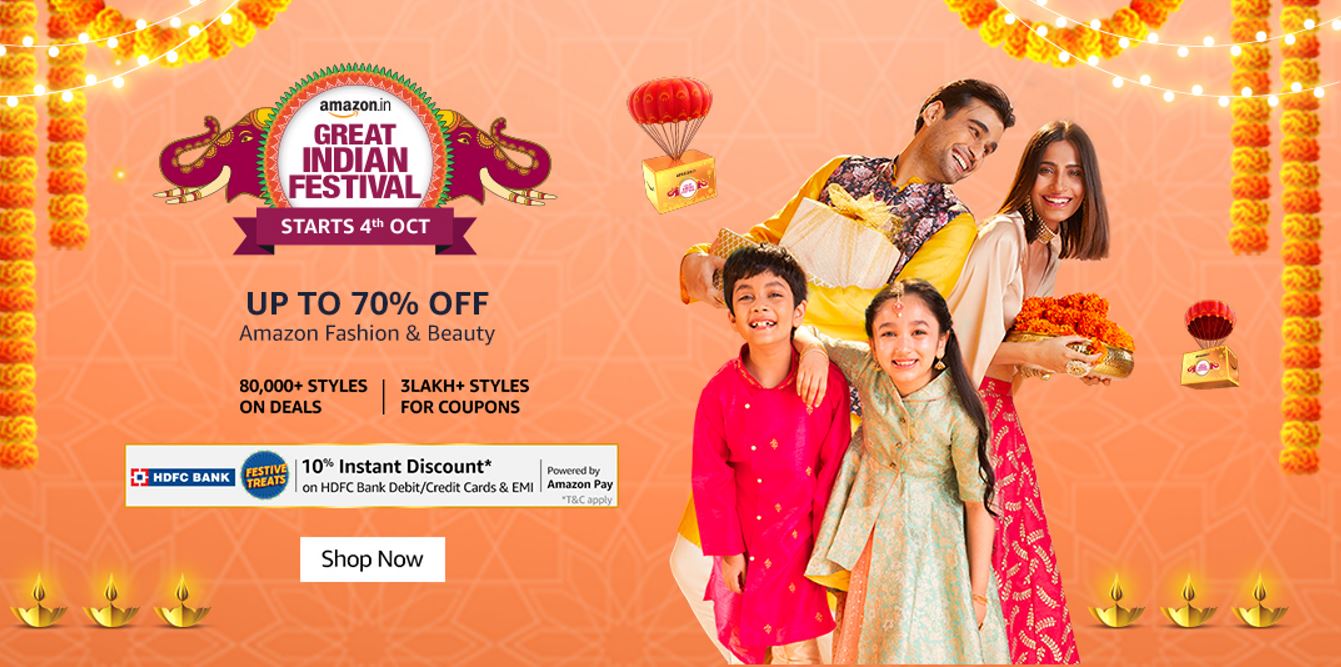 amazon.in
GREAT
INDIAN
FESTIVAL
STARTS 4th OCT
UP TO 70% OFF
Amazon Fashion & Beauty
80,000+ STYLES
ON DEALS
3LAKH+ STYLES
FOR COUPONS
HDFC BANK
FESTIVE
TREATS
10% Instant Discount*
on HDFC Bank Debit/Credit Cards & EMI
Powered by
Amazon Pay
*T&C apply
Shop Now